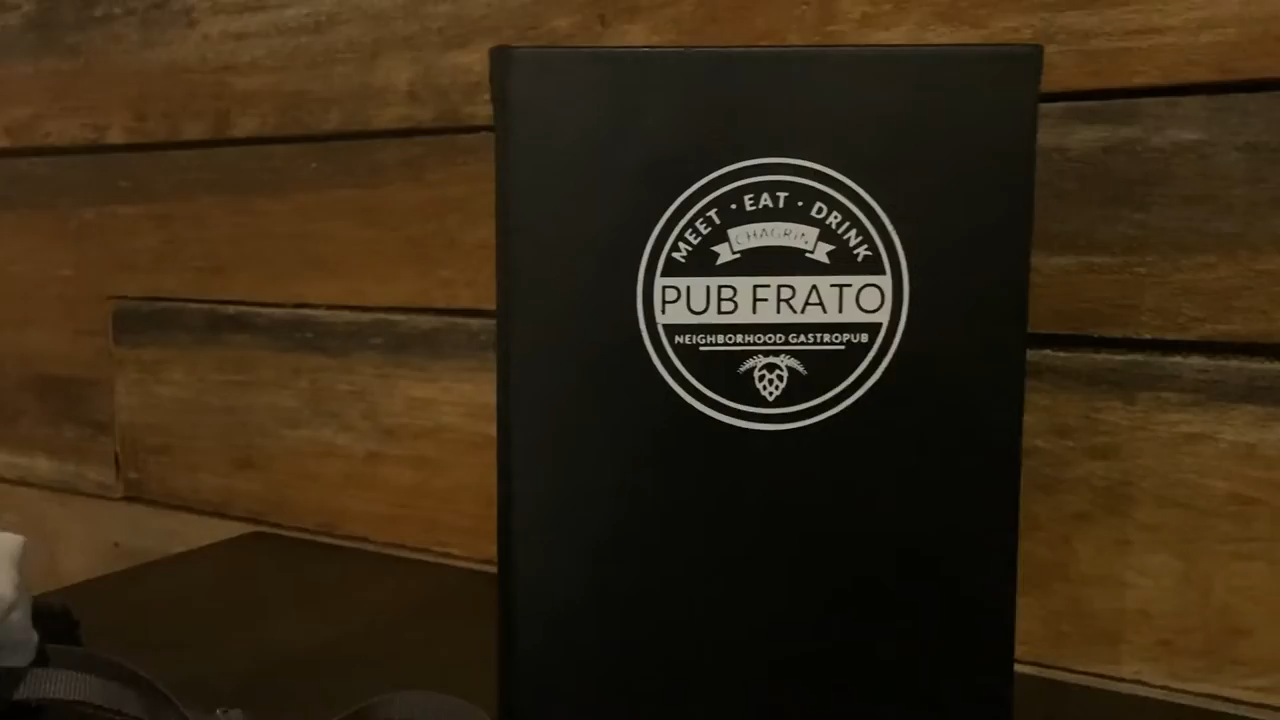 MEET · EAT · DRINK
CHAGRIN
PUB FRATO
NEIGHBORHOOD GASTROPUB